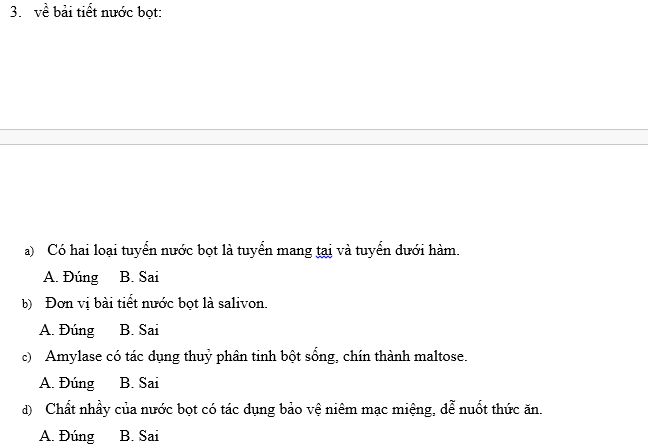 3. về bài tiết nước bọt:
a) Có hai loại tuyến nước bọt là tuyến mang tai và tuyến dưới hàm.
A. Đúng B. Sai
b) Đơn vị bài tiết nước bọt là salivon.
A. Đúng B. Sai
c) Amylase có tác dụng thuỷ phân tinh bột sống, chín thành maltose.
A. Đúng B. Sai
d) Chất nhầy của nước bọt có tác dụng bảo vệ niêm mạc miệng, dễ nuốt thức ăn.
A. Đúng B. Sai